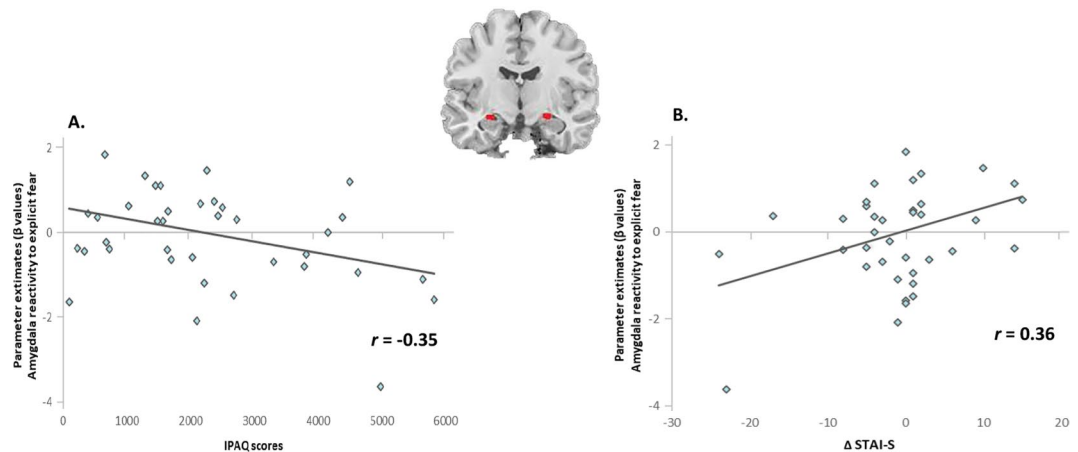 A.
Parameter extimates (β values)
Amygdala reactivity to explicit fear
2
0
-2
-4
0
1000
2000
3000
4000
5000
6000
IPAQ scores
r = -0.35
B.
Parameter extimates (β values)
Amygdala reactivity to explicit fear
2
0
-2
-4
-30
-20
-10
0
10
20
Δ STAI-S
r = 0.36